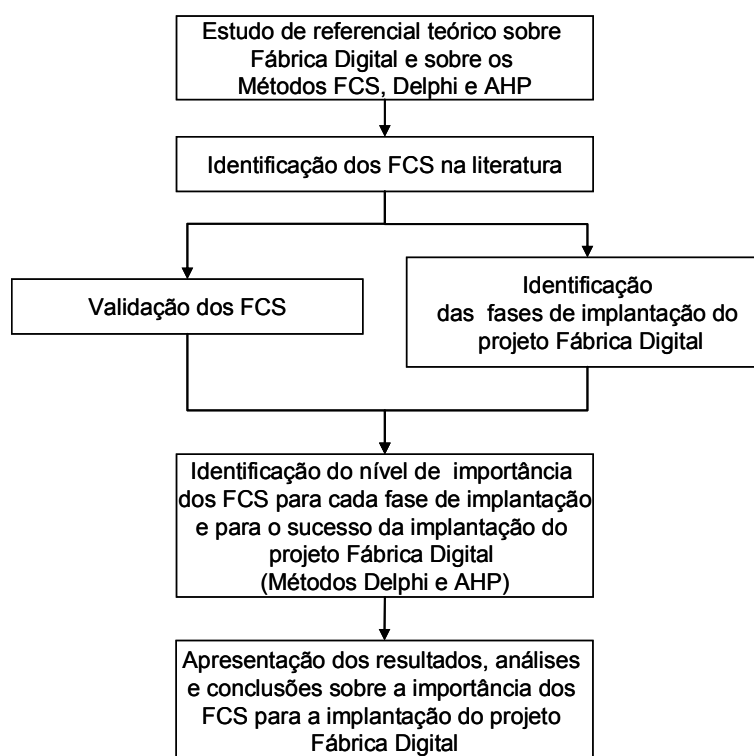 Estudo de referencial teórico sobre
Fábrica Digital e sobre os
Métodos FCS, Delphi e AHP
Identificação dos FCS na literatura
Validação dos FCS
Identificação
das fases de implantação do
projeto Fábrica Digital
Identificação do nível de importância
dos FCS para cada fase de implantação
e para o sucesso da implantação do
projeto Fábrica Digital
(Métodos Delphi e AHP)
Apresentação dos resultados, análises
e conclusões sobre a importância dos
FCS para a implantação do projeto
Fábrica Digital